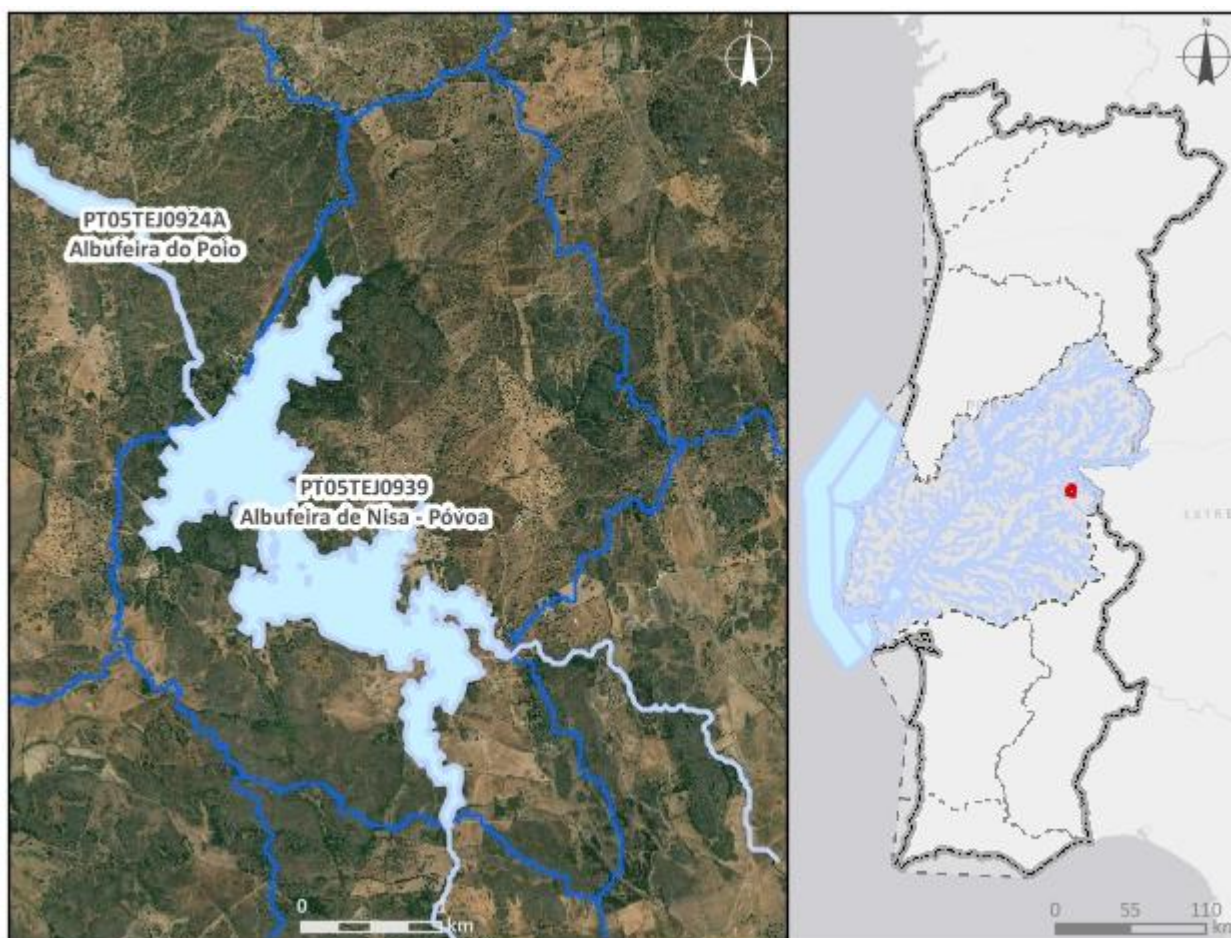 N
PT05TEJ0924A
Albufeira do Poio
PT05TEJ0939
Albufeira de Nisa - Póvoa
0
km
N
0 55 110
km